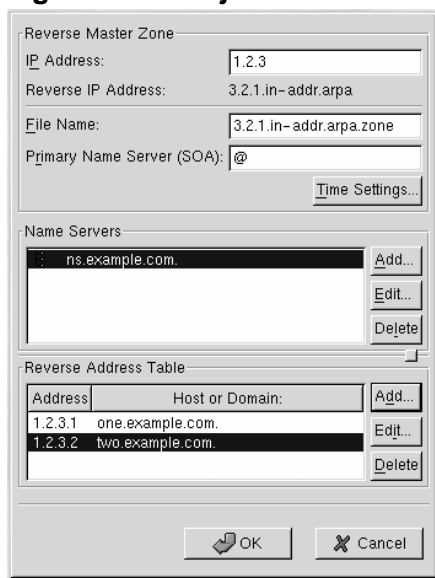 Reverse Master Zone
IP Address:
1.2.3
Reverse IP Address:
3.2.1.in-addr.arpa
File Name:
3.2.1.in-addr.arpa.zone
Primary Name Server (SOA):
@
Time Settings...
Name Servers
ns.example.com.
Add...
Edit...
Delete
Reverse Address Table
Address
Host or Domain:
1.2.3.1
one.example.com.
1.2.3.2
two.example.com.
Add...
Edit...
Delete
OK
Cancel